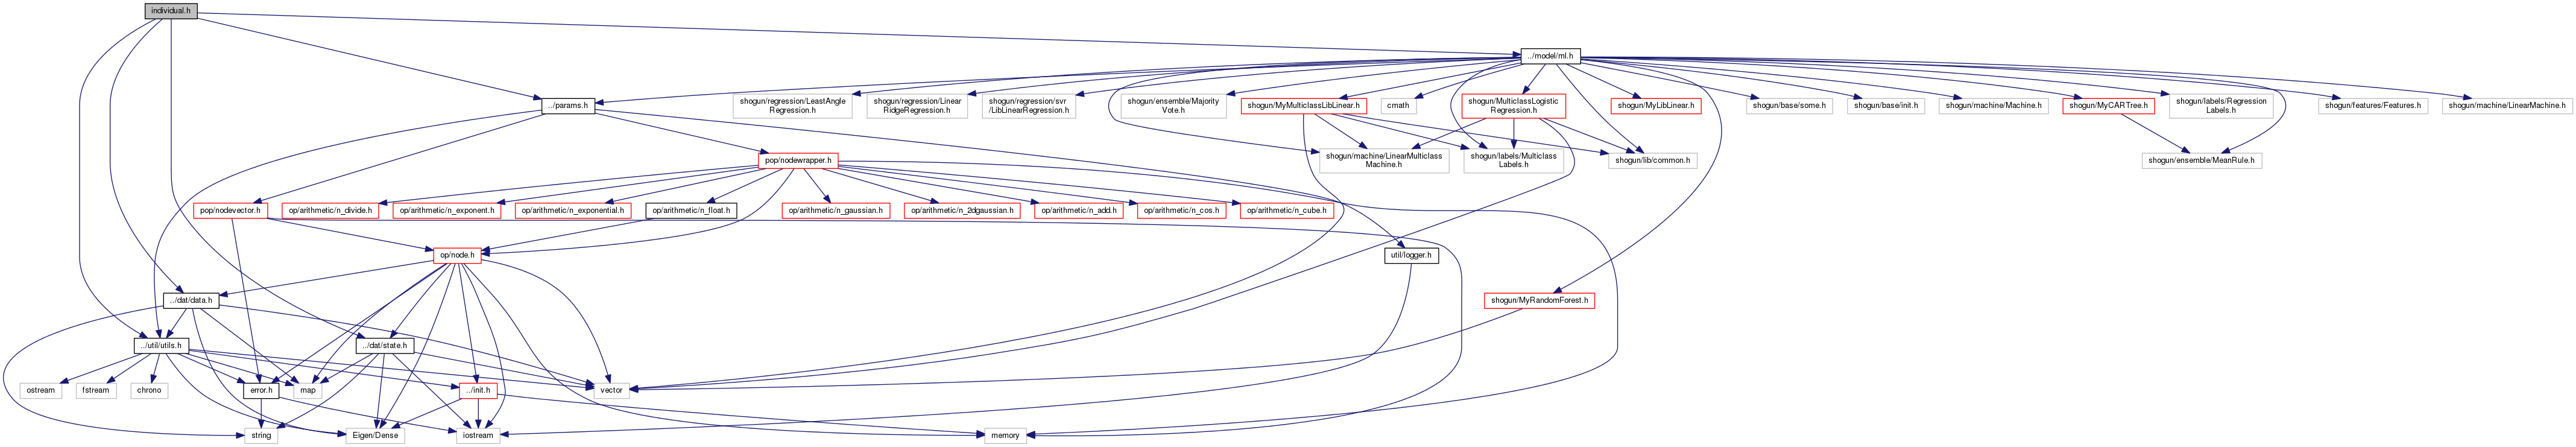 individual.h
../model/ml.h
../params.h
shogun/regression/LeastAngle
Regression.h
shogun/regression/Linear
RidgeRegression.h
shogun/regression/svr
/LibLinearRegression.h
shogun/ensemble/Majority
Vote.h
shogun/MyMulticlassLibLinear.h
cmath
shogun/MulticlassLogistic
Regression.h
shogun/MyLibLinear.h
shogun/base/some.h
shogun/base/init.h
shogun/machine/Machine.h
shogun/MyCARTree.h
shogun/labels/Regression
Labels.h
shogun/features/Features.h
shogun/machine/LinearMachine.h
pop/nodewrapper.h
shogun/machine/LinearMulticlass
Machine.h
shogun/labels/Multiclass
Labels.h
shogun/lib/common.h
shogun/ensemble/MeanRule.h
pop/nodevector.h
op/arithmetic/n_divide.h
op/arithmetic/n_exponent.h
op/arithmetic/n_exponential.h
op/arithmetic/n_float.h
op/arithmetic/n_gaussian.h
op/arithmetic/n_2dgaussian.h
op/arithmetic/n_add.h
op/arithmetic/n_cos.h
op/arithmetic/n_cube.h
op/node.h
util/logger.h
../dat/data.h
shogun/MyRandomForest.h
../util/utils.h
../dat/state.h
ostream
fstream
chrono
error.h
map
../init.h
vector
string
Eigen/Dense
iostream
memory